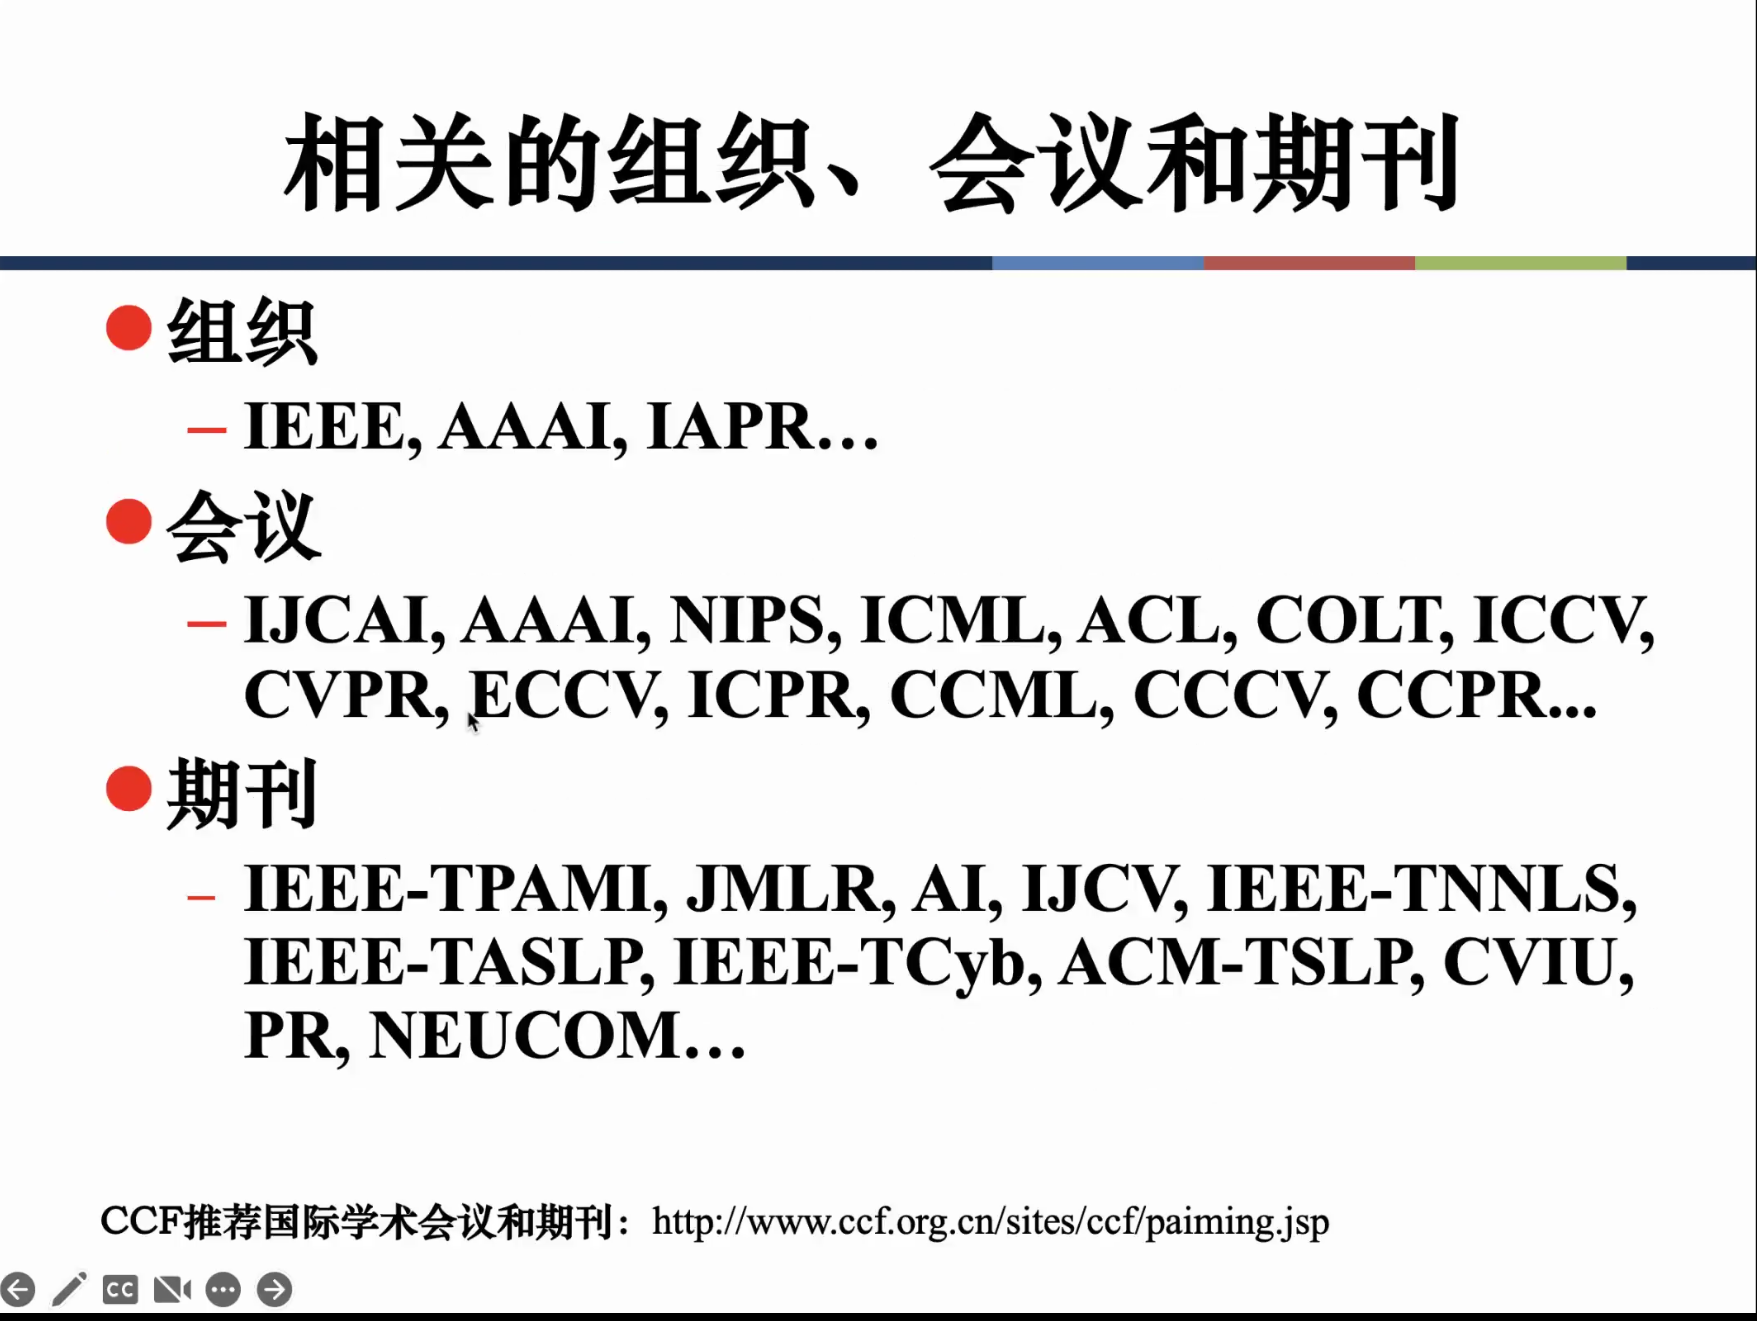 相关的组织、会议和期刊
组织
– IEEE, AAAI, IAPR…
会议
– IJCAI, AAAI, NIPS, ICML, ACL, COLT, ICCV,
CVPR, ECCV, ICPR, CCML, CCCV, CCPR...
期刊
– IEEE-TPAMI, JMLR, AI, IJCV, IEEE-TNNLS,
IEEE-TASLP, IEEE-TCyb, ACM-TSLP, CVIU,
PR, NEUCOM…
CCF推荐国际学术会议和期刊：http://www.ccf.org.cn/sites/ccf/paiming.jsp
CC